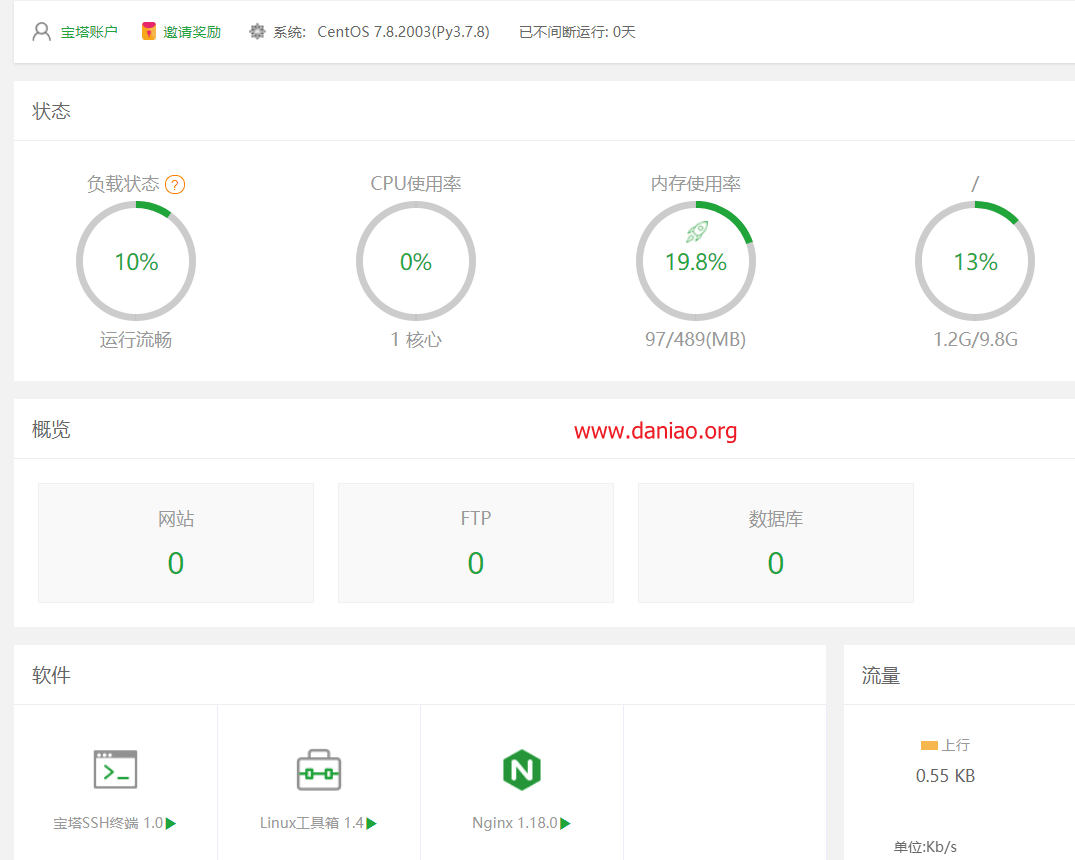 宝塔账户 邀请奖励 系统: CentOS 7.8.2003(Py3.7.8) 已不间断运行: 0天
状态
负载状态 ? CPU使用率 内存使用率 /
10% 0% 19.8% 13%
运行流畅 1 核心 97/489(MB) 1.2G/9.8G
概览 www.daniao.org
网站 FTP 数据库
0 0 0
软件 流量
上行
0.55 KB
宝塔SSH终端 1.0 Linux工具箱 1.4 Nginx 1.18.0
单位:Kb/s